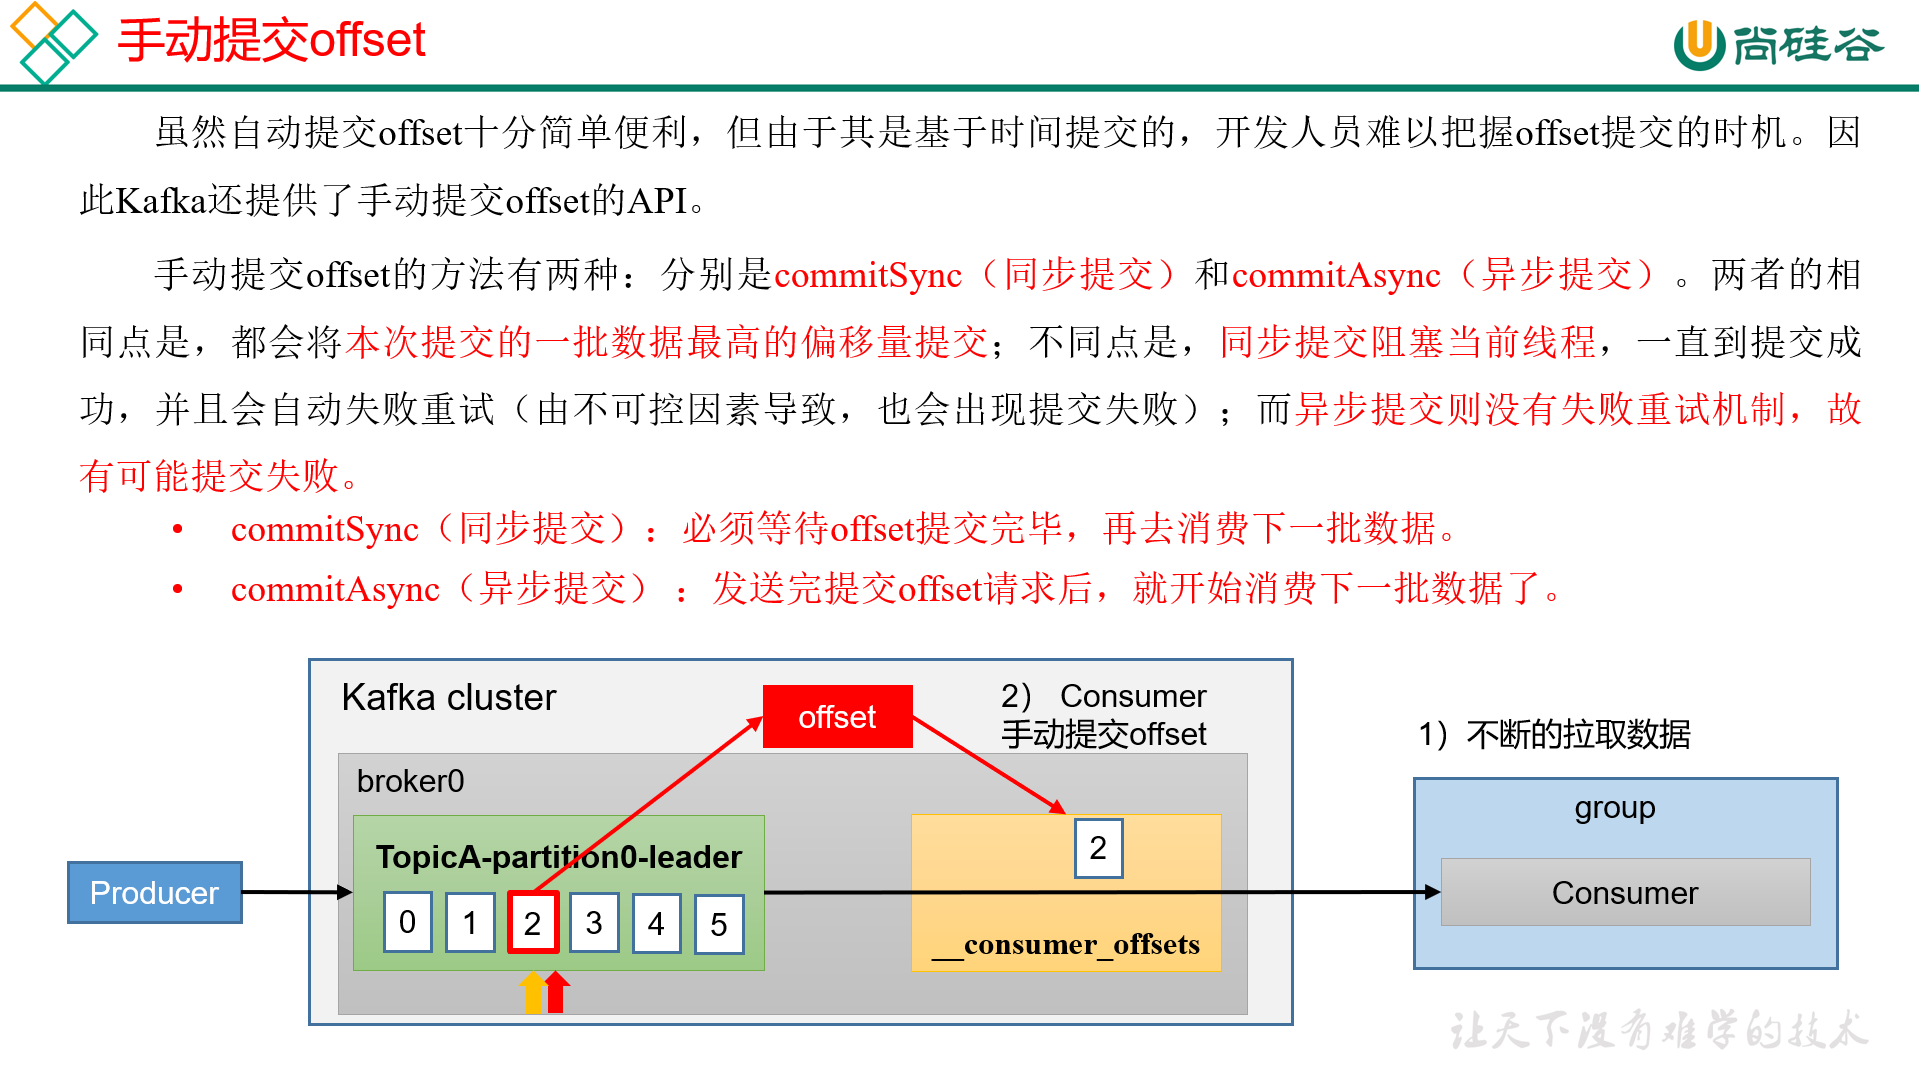 手动提交offset
尚硅谷
虽然自动提交offset十分简单便利，但由于其是基于时间提交的，开发人员难以把握offset提交的时机。因
此Kafka还提供了手动提交offset的API。
手动提交offset的方法有两种：分别是commitSync（同步提交）和commitAsync（异步提交）。两者的相
同点是，都会将本次提交的一批数据最高的偏移量提交；不同点是，同步提交阻塞当前线程，一直到提交成
功，并且会自动失败重试（由不可控因素导致，也会出现提交失败）；而异步提交则没有失败重试机制，故
有可能提交失败。
• commitSync（同步提交）：必须等待offset提交完毕，再去消费下一批数据。
• commitAsync（异步提交） ：发送完提交offset请求后，就开始消费下一批数据了。
Kafka cluster
offset
2） Consumer
手动提交offset
1）不断的拉取数据
broker0
group
TopicA-partition0-leader
2
Producer
Consumer
0 1 2 3 4 5
__consumer_offsets
让天下没有难学的技术